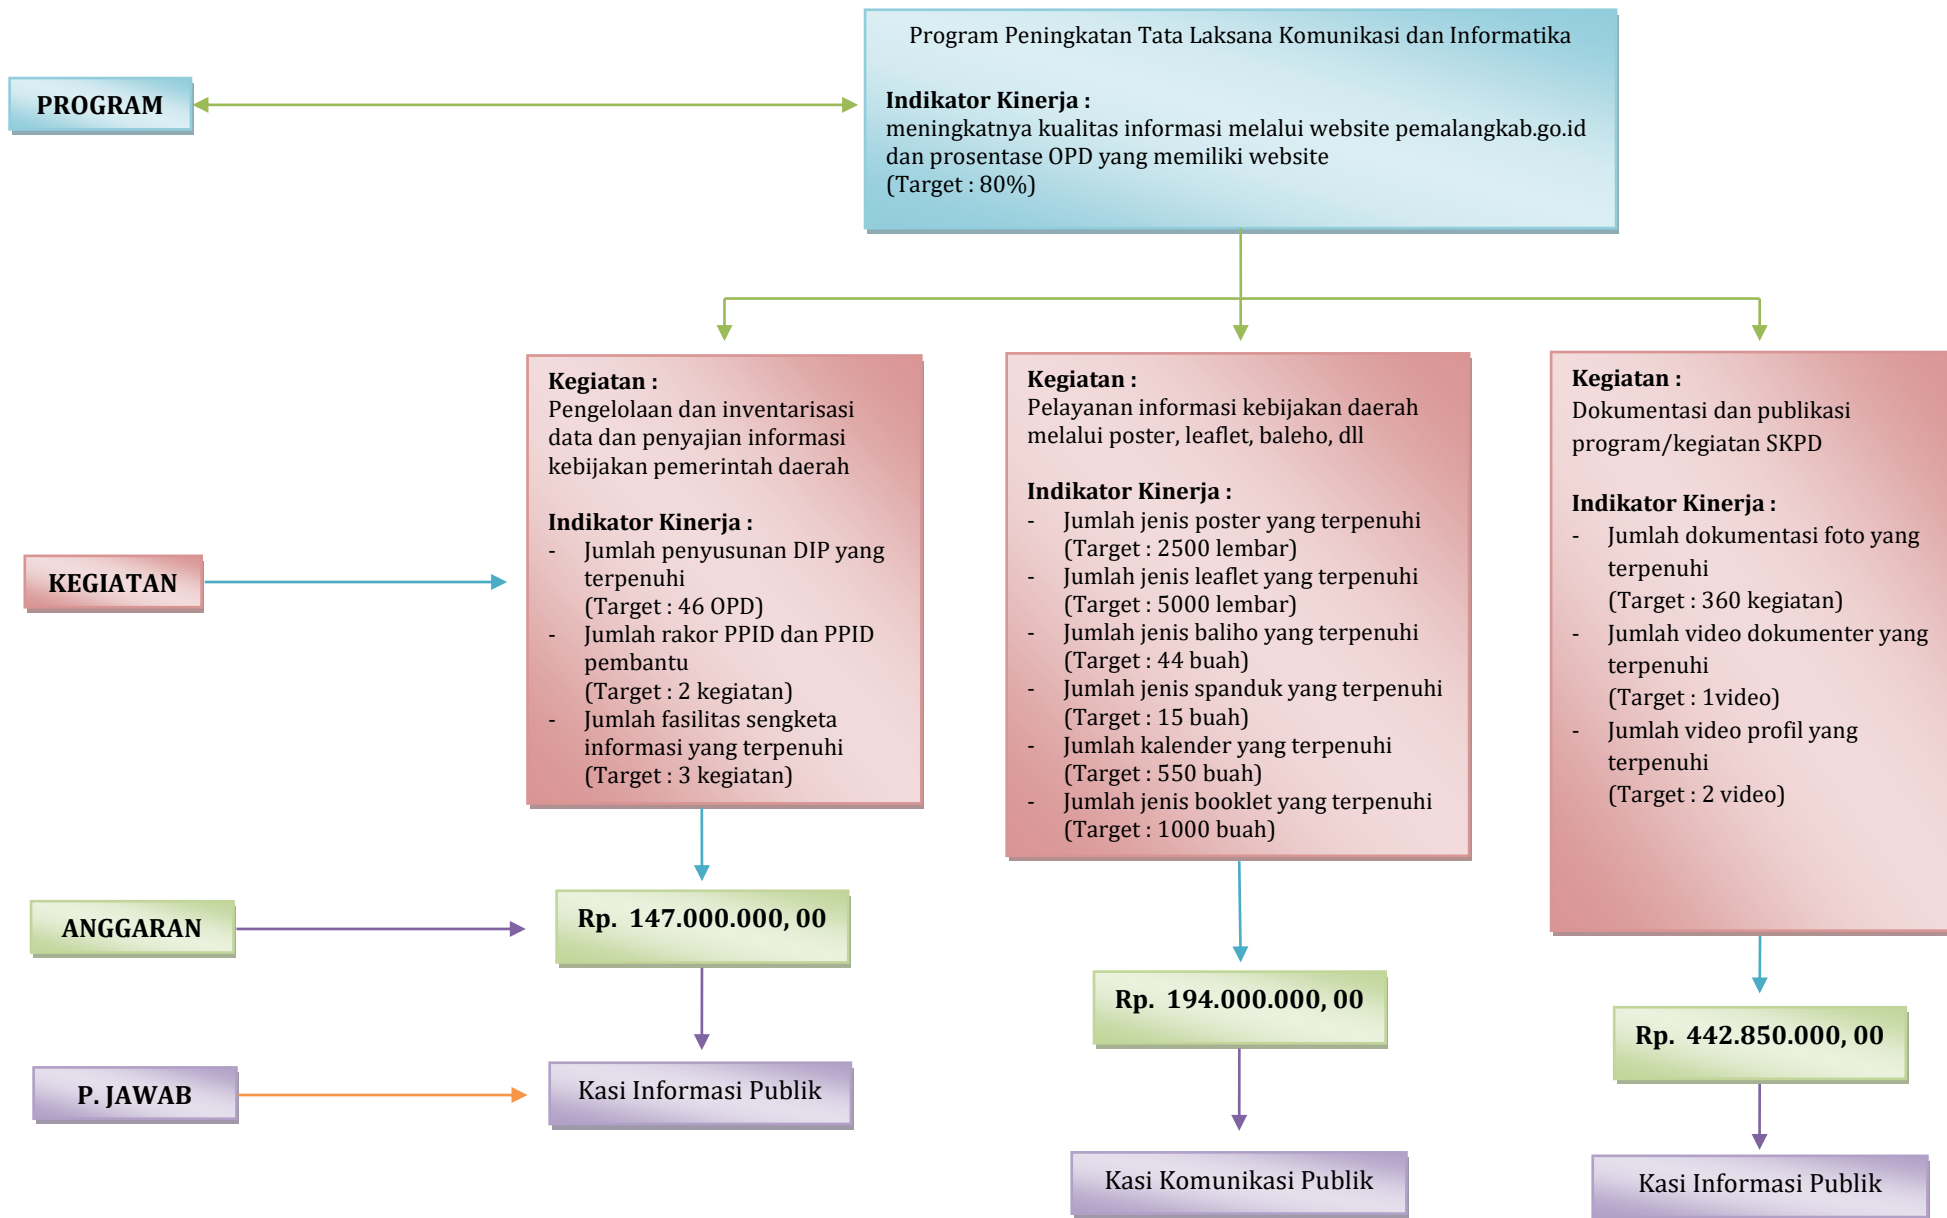 Program Peningkatan Tata Laksana Komunikasi dan Informatika
Indikator Kinerja :
meningkatnya kualitas informasi melalui website pemalangkab.go.id
dan prosentase OPD yang memiliki website
(Target : 80%)
PROGRAM
Kegiatan :
Pengelolaan dan inventarisasi
data dan penyajian informasi
kebijakan pemerintah daerah
Indikator Kinerja :
- Jumlah penyusunan DIP yang
terpenuhi
(Target : 46 OPD)
- Jumlah rakor PPID dan PPID
pembantu
(Target : 2 kegiatan)
- Jumlah fasilitas sengketa
informasi yang terpenuhi
(Target : 3 kegiatan)
Kegiatan :
Pelayanan informasi kebijakan daerah
melalui poster, leaflet, baleho, dll
Indikator Kinerja :
- Jumlah jenis poster yang terpenuhi
(Target : 2500 lembar)
- Jumlah jenis leaflet yang terpenuhi
(Target : 5000 lembar)
- Jumlah jenis baliho yang terpenuhi
(Target : 44 buah)
- Jumlah jenis spanduk yang terpenuhi
(Target : 15 buah)
- Jumlah kalender yang terpenuhi
(Target : 550 buah)
- Jumlah jenis booklet yang terpenuhi
(Target : 1000 buah)
Kegiatan :
Dokumentasi dan publikasi
program/kegiatan SKPD
Indikator Kinerja :
- Jumlah dokumentasi foto yang
terpenuhi
(Target : 360 kegiatan)
- Jumlah video dokumenter yang
terpenuhi
(Target : 1video)
- Jumlah video profil yang
terpenuhi
(Target : 2 video)
KEGIATAN
ANGGARAN
Rp. 147.000.000, 00
Rp. 194.000.000, 00
Rp. 442.850.000, 00
P. JAWAB
Kasi Informasi Publik
Kasi Komunikasi Publik
Kasi Informasi Publik